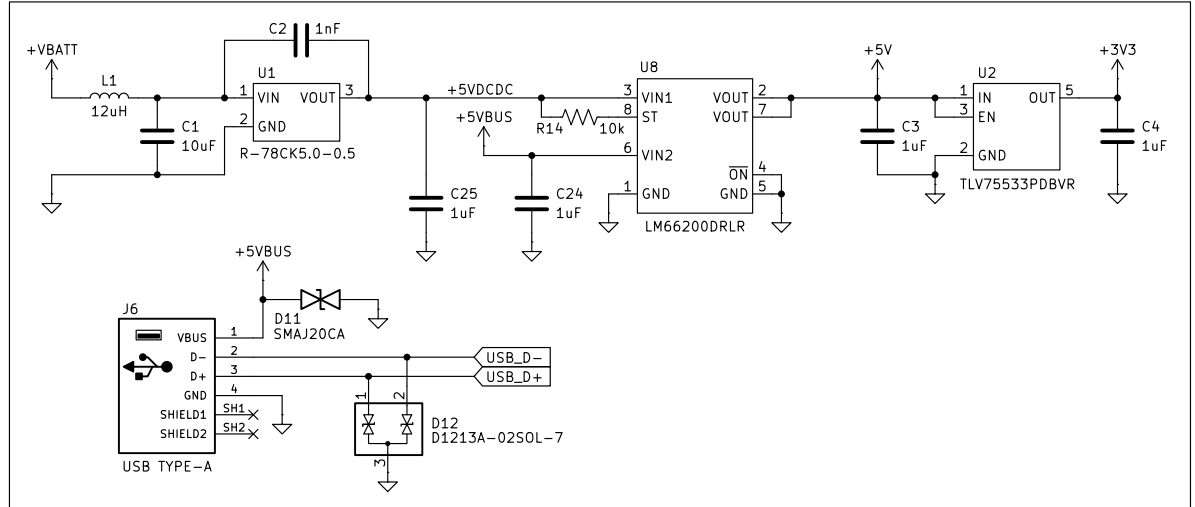 C2 1nF
+VBATT
L1
12uH
C1
10uF
U1
1 VIN VOUT 3
2 GND
R-78CK5.0-0.5
+5VDCDC
+5VBUS
R14 10k
C25
1uF
C24
1uF
U8
3 VIN1 VOUT 2
8 ST VOUT 7
6 VIN2
ON 4
1 GND GND 5
LM66200DRLR
+5V
C3
1uF
U2
1 IN OUT 5
3 EN
2 GND
TLV75533PDBVR
+3V3
C4
1uF
+5VBUS
D11
SMAJ20CA
J6
VBUS 1
D- 2
D+ 3
GND 4
SHIELD1 SH1
SHIELD2 SH2
USB TYPE-A
USB_D-
USB_D+
1 2
3
D12
D1213A-02SOL-7